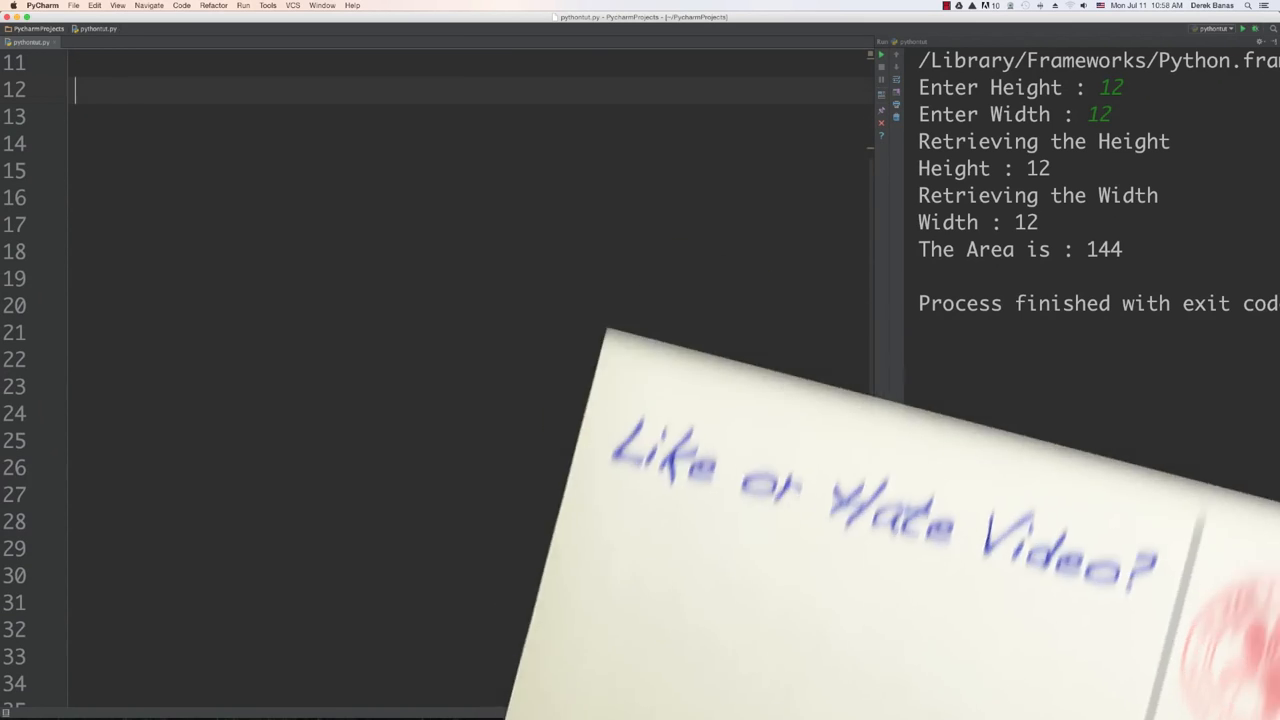 PyCharm File Edit View Navigate Code Refactor Run Tools VCS Window Help
10 Mon Jul 11 10:58 AM Derek Banas
pythontut.py - PycharmProjects - [~/PycharmProjects]
PycharmProjects pythontut.py
pythontut
pythontut.py
Run pythontut
11
12
13
14
15
16
17
18
19
20
21
22
23
24
25
26
27
28
29
30
31
32
33
34
/Library/Frameworks/Python.fra
Enter Height : 12
Enter Width : 12
Retrieving the Height
Height : 12
Retrieving the Width
Width : 12
The Area is : 144
Process finished with exit cod
Like or Hate Video?